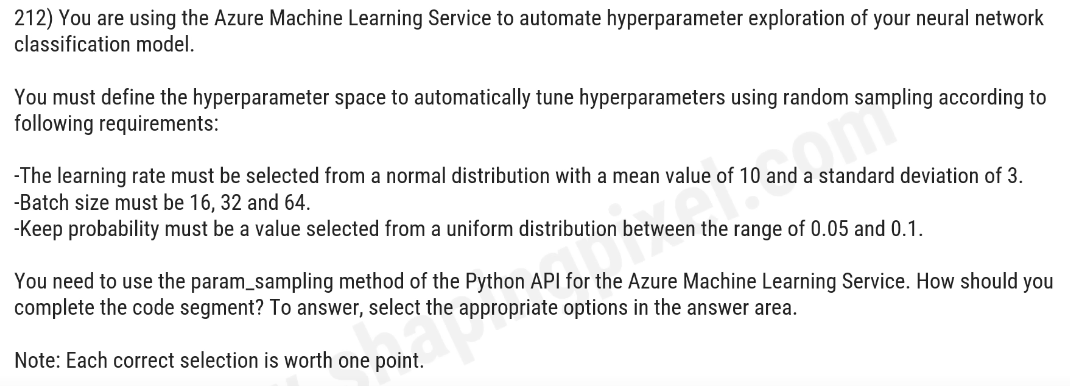 212) You are using the Azure Machine Learning Service to automate hyperparameter exploration of your neural network
classification model.
You must define the hyperparameter space to automatically tune hyperparameters using random sampling according to
following requirements:
-The learning rate must be selected from a normal distribution with a mean value of 10 and a standard deviation of 3.
-Batch size must be 16, 32 and 64.
-Keep probability must be a value selected from a uniform distribution between the range of 0.05 and 0.1.
You need to use the param_sampling method of the Python API for the Azure Machine Learning Service. How should you
complete the code segment? To answer, select the appropriate options in the answer area.
Note: Each correct selection is worth one point.